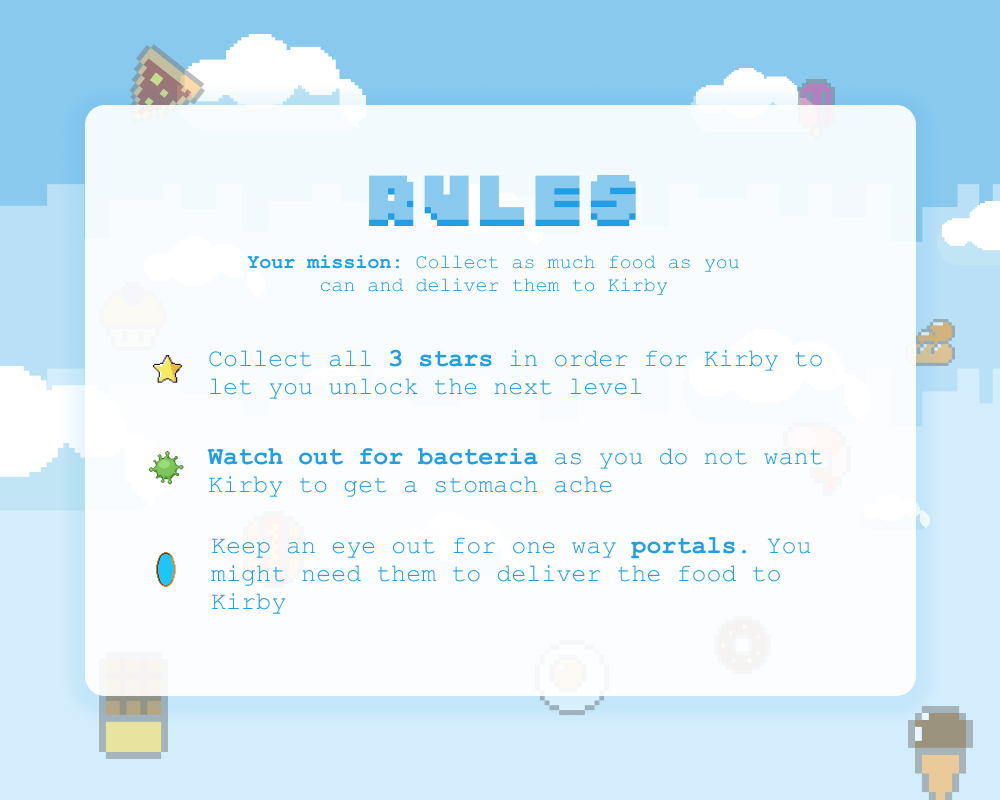 RULES
Your mission: Collect as much food as you
can and deliver them to Kirby
Collect all 3 stars in order for Kirby to
let you unlock the next level
Watch out for bacteria as you do not want
Kirby to get a stomach ache
Keep an eye out for one way portals. You
might need them to deliver the food to
Kirby